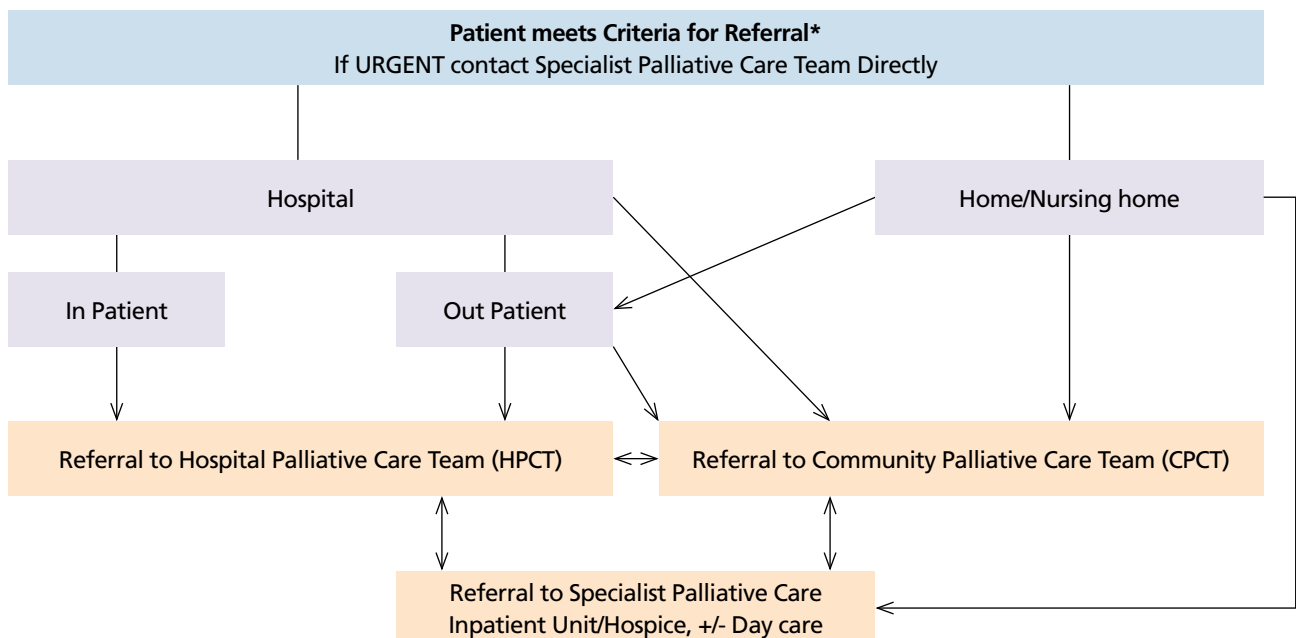 Patient meets Criteria for Referral*
If URGENT contact Specialist Palliative Care Team Directly
Hospital
Home/Nursing home
In Patient
Out Patient
Referral to Hospital Palliative Care Team (HPCT)
Referral to Community Palliative Care Team (CPCT)
Referral to Specialist Palliative Care
Inpatient Unit/Hospice, +/- Day care